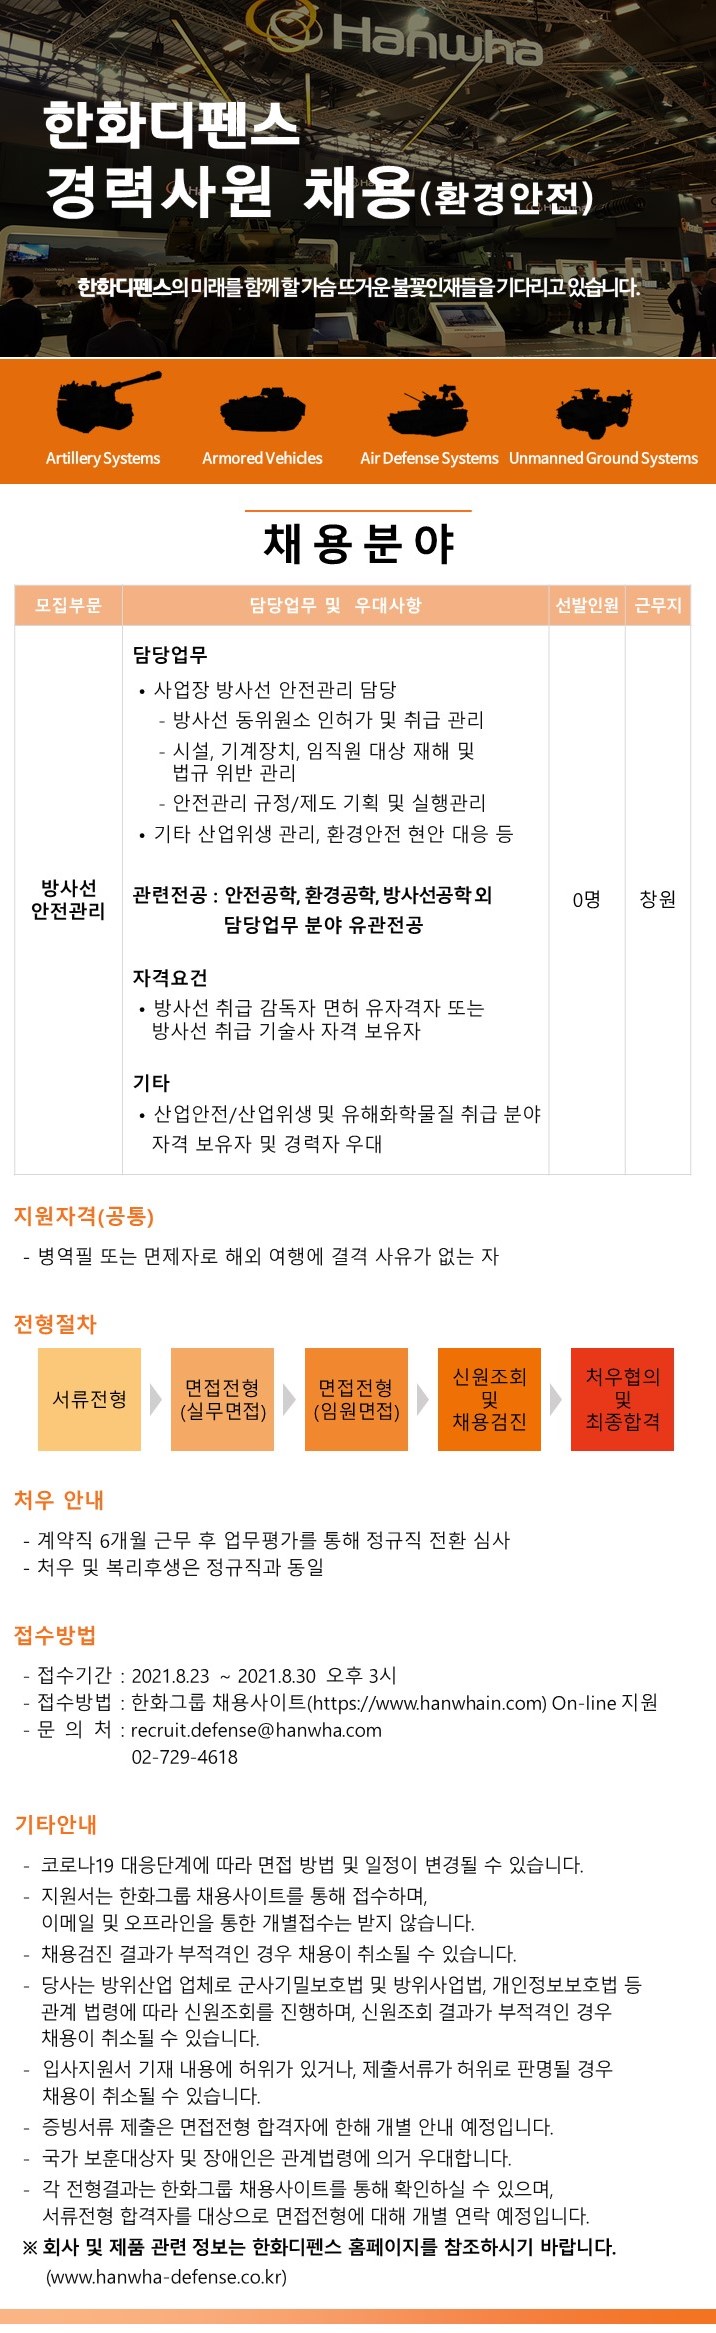 Hanwha
한화디펜스
경력사원 채용(환경안전)
한화디펜스의 미래를 함께 할 가슴 뜨거운 불꽃인재들을 기다리고 있습니다.
Artillery Systems
Armored Vehicles
Air Defense Systems
Unmanned Ground Systems
채용분야
모집부문
담당업무 및 우대사항
선발인원
근무지
방사선
안전관리
담당업무
• 사업장 방사선 안전관리 담당
- 방사선 동위원소 인허가 및 취급 관리
- 시설, 기계장치, 임직원 대상 재해 및
법규 위반 관리
- 안전관리 규정/제도 기획 및 실행관리
• 기타 산업위생 관리, 환경안전 현안 대응 등
관련전공 : 안전공학, 환경공학, 방사선공학 외
담당업무 분야 유관전공
자격요건
• 방사선 취급 감독자 면허 유자격자 또는
방사선 취급 기술사 자격 보유자
기타
• 산업안전/산업위생 및 유해화학물질 취급 분야
자격 보유자 및 경력자 우대
0명
창원
지원자격(공통)
- 병역필 또는 면제자로 해외 여행에 결격 사유가 없는 자
전형절차
서류전형
면접전형
(실무면접)
면접전형
(임원면접)
신원조회
및
채용검진
처우협의
및
최종합격
처우 안내
- 계약직 6개월 근무 후 업무평가를 통해 정규직 전환 심사
- 처우 및 복리후생은 정규직과 동일
접수방법
- 접수기간 : 2021.8.23 ~ 2021.8.30 오후 3시
- 접수방법 : 한화그룹 채용사이트(https://www.hanwhain.com) On-line 지원
- 문 의 처 : recruit.defense@hanwha.com
02-729-4618
기타안내
- 코로나19 대응단계에 따라 면접 방법 및 일정이 변경될 수 있습니다.
- 지원서는 한화그룹 채용사이트를 통해 접수하며,
이메일 및 오프라인을 통한 개별접수는 받지 않습니다.
- 채용검진 결과가 부적격인 경우 채용이 취소될 수 있습니다.
- 당사는 방위산업 업체로 군사기밀보호법 및 방위사업법, 개인정보보호법 등
관계 법령에 따라 신원조회를 진행하며, 신원조회 결과가 부적격인 경우
채용이 취소될 수 있습니다.
- 입사지원서 기재 내용에 허위가 있거나, 제출서류가 허위로 판명될 경우
채용이 취소될 수 있습니다.
- 증빙서류 제출은 면접전형 합격자에 한해 개별 안내 예정입니다.
- 국가 보훈대상자 및 장애인은 관계법령에 의거 우대합니다.
- 각 전형결과는 한화그룹 채용사이트를 통해 확인하실 수 있으며,
서류전형 합격자를 대상으로 면접전형에 대해 개별 연락 예정입니다.
※ 회사 및 제품 관련 정보는 한화디펜스 홈페이지를 참조하시기 바랍니다.
(www.hanwha-defense.co.kr)